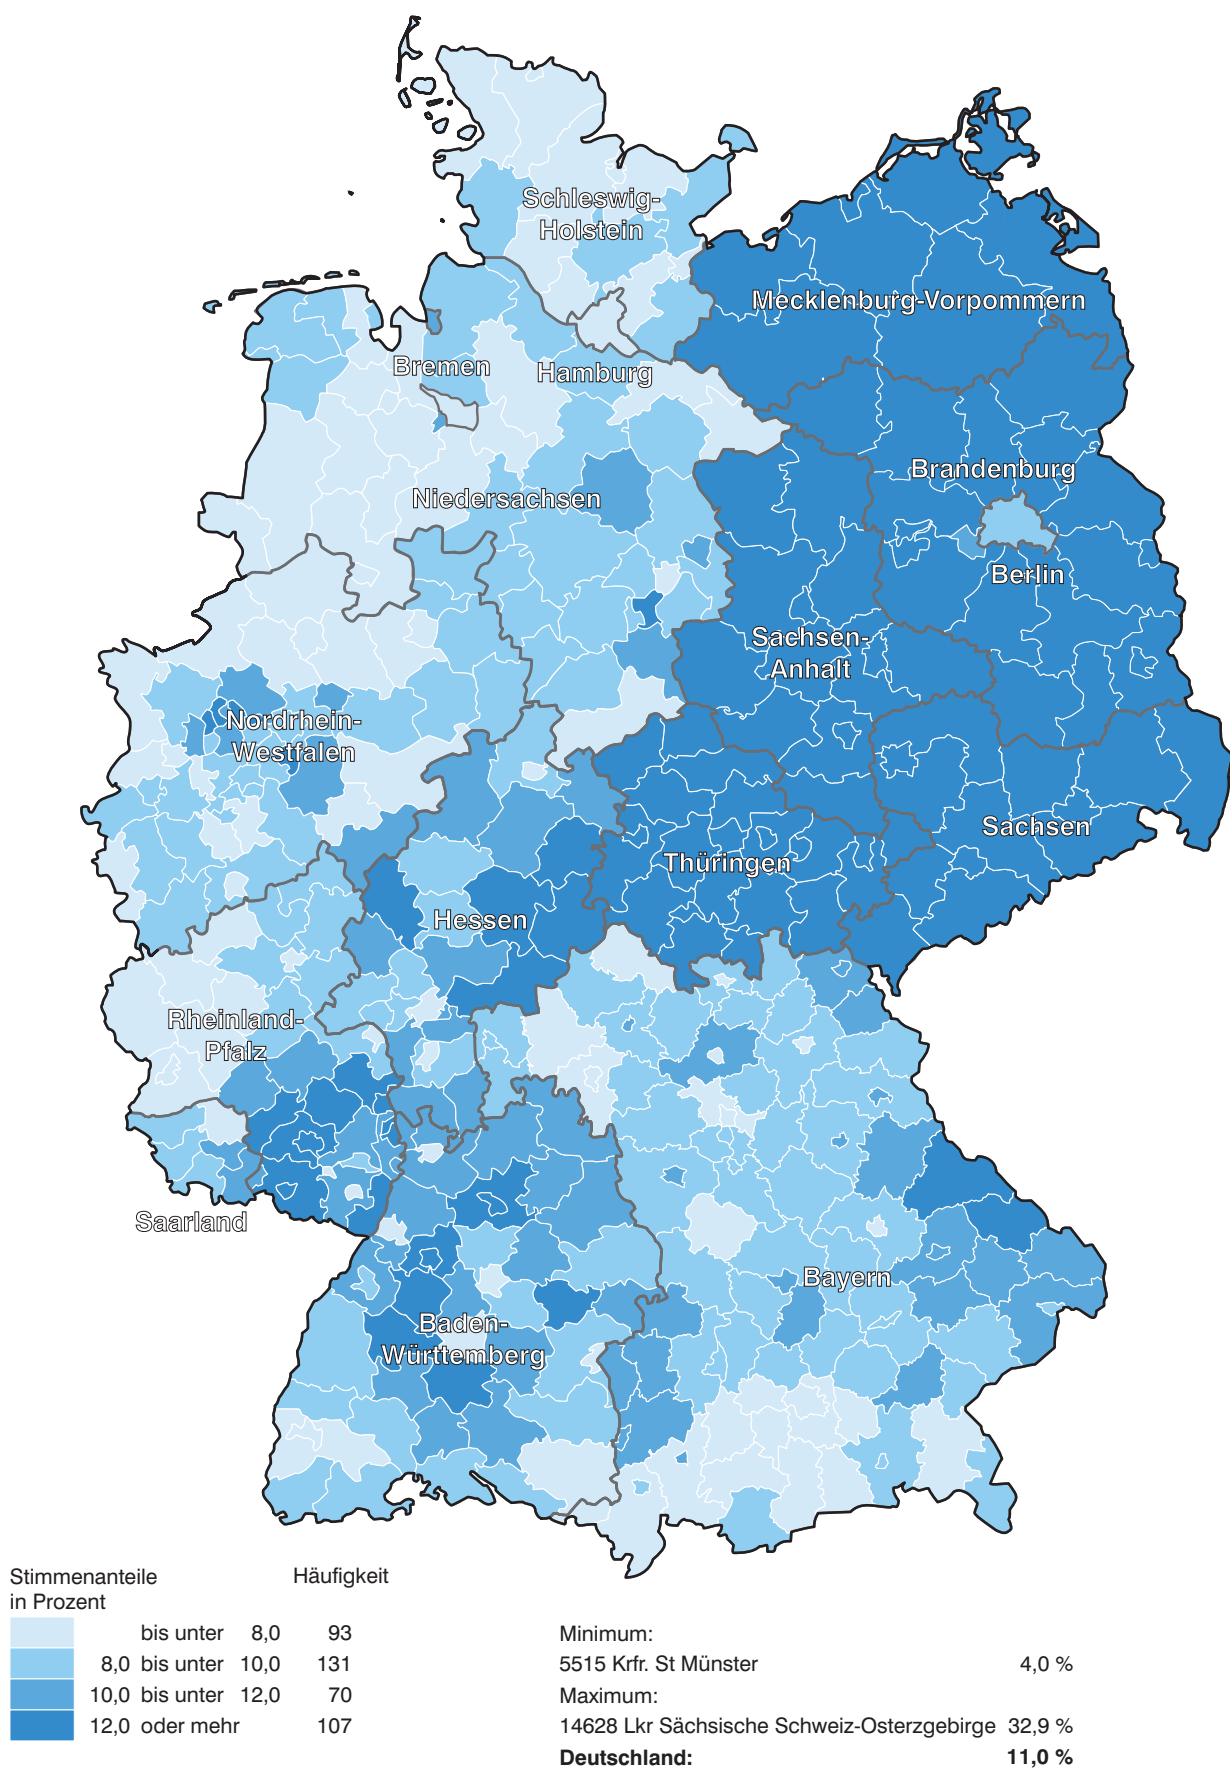 Schleswig-
Holstein
Mecklenburg-Vorpommern
Bremen
Hamburg
Brandenburg
Niedersachsen
Berlin
Sachsen-
Anhalt
Nordrhein-
Westfalen
Sachsen
Thüringen
Hessen
Rheinland-
Pfalz
Saarland
Bayern
Baden-
Württemberg
Stimmenanteile
in Prozent
Häufigkeit
bis unter 8,0 93
8,0 bis unter 10,0 131
10,0 bis unter 12,0 70
12,0 oder mehr 107
Minimum:
5515 Krfr. St Münster 4,0 %
Maximum:
14628 Lkr Sächsische Schweiz-Osterzgebirge 32,9 %
Deutschland: 11,0 %